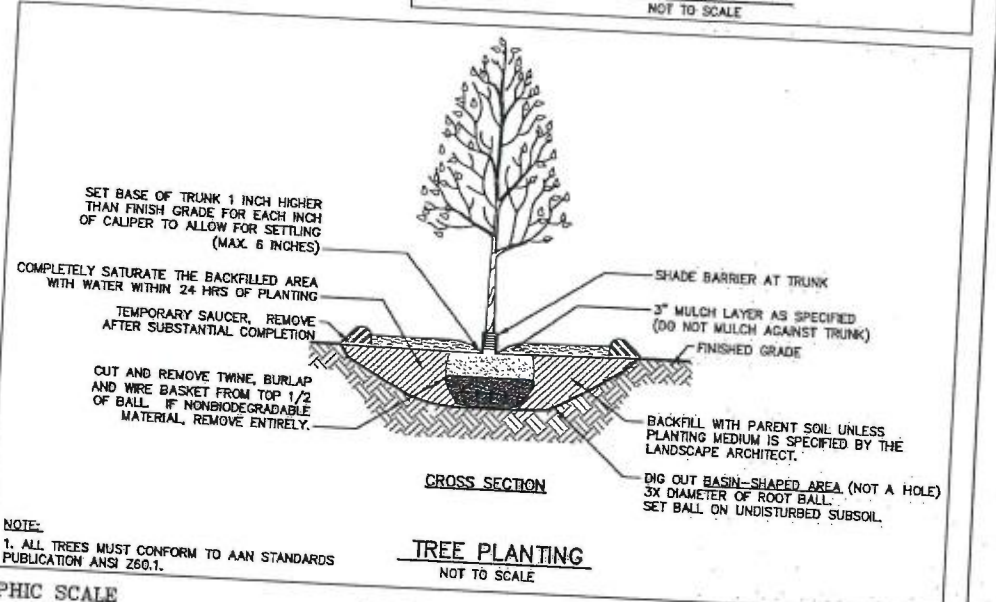 NOT TO SCALE
SET BASE OF TRUNK 1 INCH HIGHER
THAN FINISH GRADE FOR EACH INCH
OF CALIPER TO ALLOW FOR SETTLING
(MAX. 6 INCHES)
COMPLETELY SATURATE THE BACKFILLED AREA
WITH WATER WITHIN 24 HRS OF PLANTING
TEMPORARY SAUCER, REMOVE
AFTER SUBSTANTIAL COMPLETION
CUT AND REMOVE TWINE, BURLAP
AND WIRE BASKET FROM TOP 1/2
OF BALL. IF NONBIODEGRADABLE
MATERIAL, REMOVE ENTIRELY.
SHADE BARRIER AT TRUNK
3" MULCH LAYER AS SPECIFIED
(DO NOT MULCH AGAINST TRUNK)
FINISHED GRADE
BACKFILL WITH PARENT SOIL UNLESS
PLANTING MEDIUM IS SPECIFIED BY THE
LANDSCAPE ARCHITECT.
DIG OUT BASIN-SHAPED AREA (NOT A HOLE)
3X DIAMETER OF ROOT BALL.
SET BALL ON UNDISTURBED SUBSOIL.
CROSS SECTION
NOTE:
1. ALL TREES MUST CONFORM TO AAN STANDARDS
PUBLICATION ANSI Z60.1.
TREE PLANTING
NOT TO SCALE
PHIC SCALE